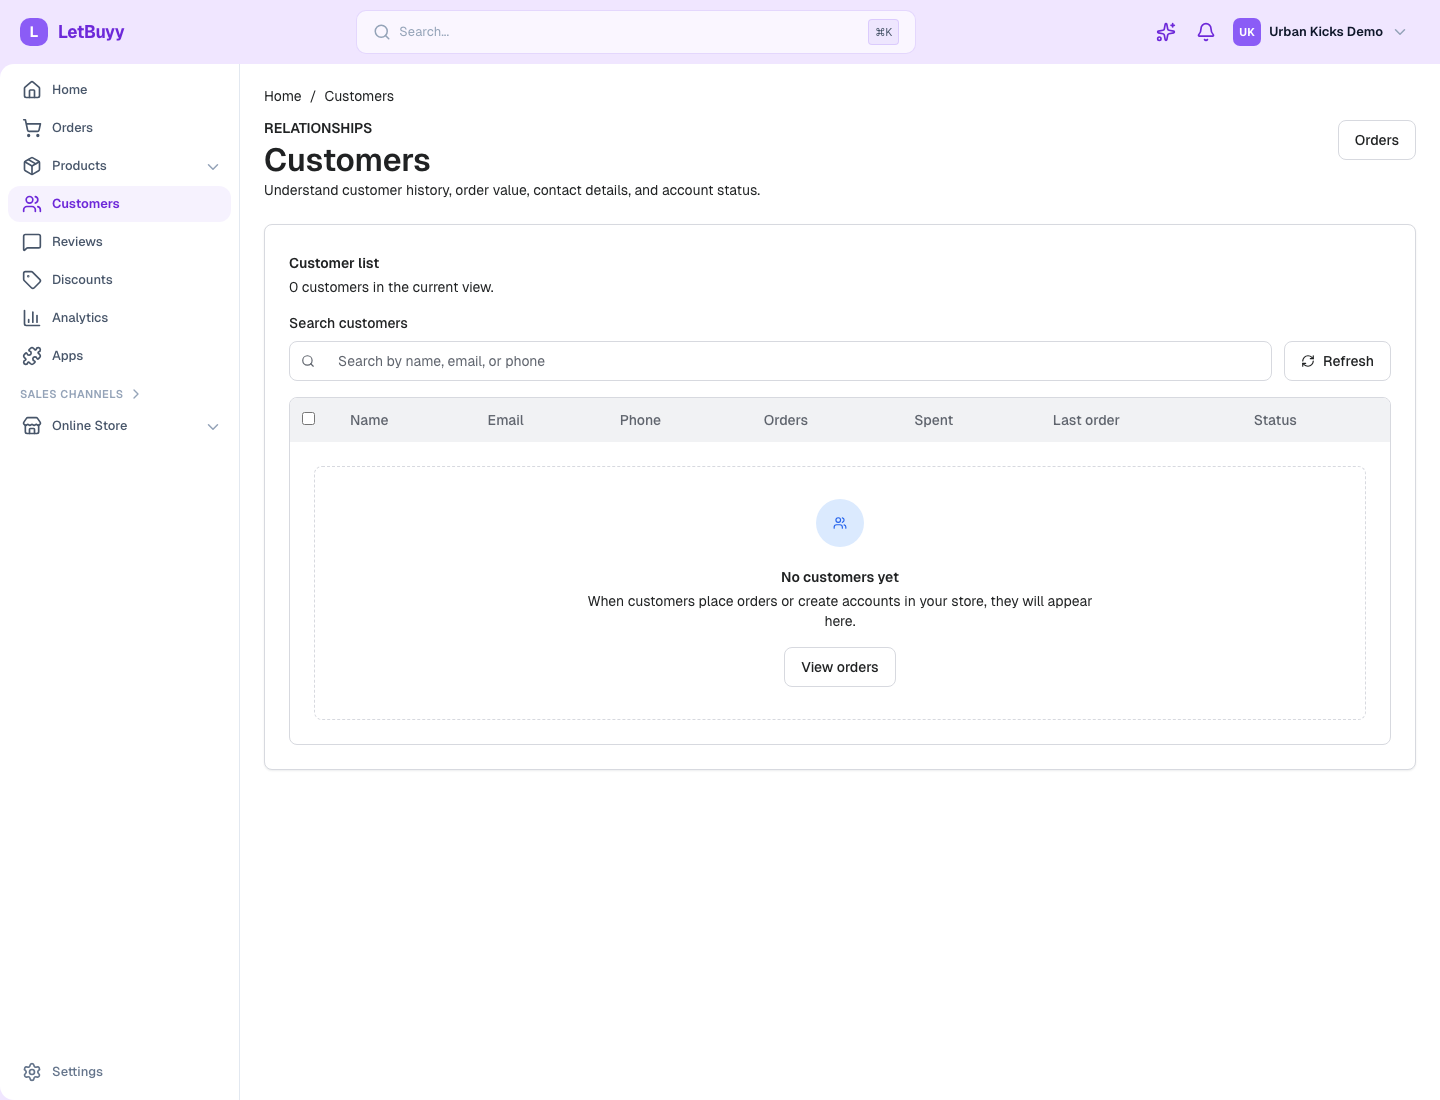 L LetBuyy
Search...
⌘K
UK Urban Kicks Demo
Home
Orders
Products
Customers
Reviews
Discounts
Analytics
Apps
SALES CHANNELS
Online Store
Settings
Home / Customers
RELATIONSHIPS
Customers
Understand customer history, order value, contact details, and account status.
Orders
Customer list
0 customers in the current view.
Search customers
Search by name, email, or phone
Refresh
Name Email Phone Orders Spent Last order Status
No customers yet
When customers place orders or create accounts in your store, they will appear
here.
View orders